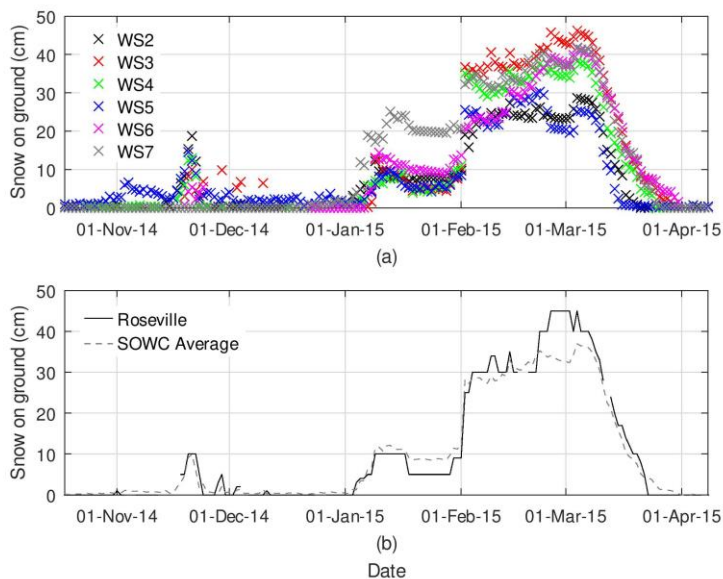 Snow on ground (cm)
50
40
30
20
10
0
WS2
WS3
WS4
WS5
WS6
WS7
01-Nov-14 01-Dec-14 01-Jan-15 01-Feb-15 01-Mar-15 01-Apr-15
(a)
Snow on ground (cm)
50
40
30
20
10
0
Roseville
SOWC Average
01-Nov-14 01-Dec-14 01-Jan-15 01-Feb-15 01-Mar-15 01-Apr-15
(b)
Date